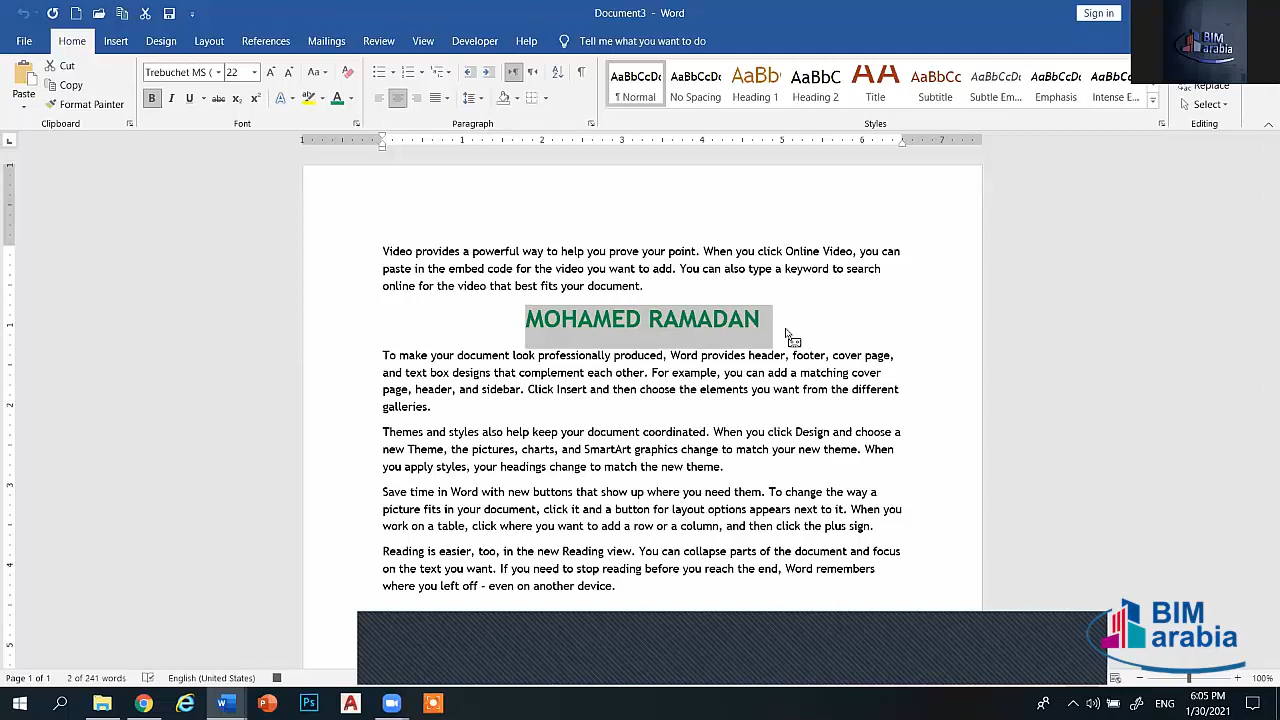 Document3 - Word
Sign in
BIM
arabia
File Home Insert Design Layout References Mailings Review View Developer Help Tell me what you want to do
Paste
Cut
Copy
Format Painter
Clipboard
Trebuchet MS ( 22
Font
Paragraph
AaBbCcDc AaBbCcDc AaBb AaBbC AA AaBbCc AaBbCcDc AaBbCcDc AaBbCc
¶ Normal No Spacing Heading 1 Heading 2 Title Subtitle Subtle Em... Emphasis Intense E...
Styles
Replace
Select
Editing
1 1 2 3 4 5 6 7
Video provides a powerful way to help you prove your point. When you click Online Video, you can
paste in the embed code for the video you want to add. You can also type a keyword to search
online for the video that best fits your document.
MOHAMED RAMADAN
To make your document look professionally produced, Word provides header, footer, cover page,
and text box designs that complement each other. For example, you can add a matching cover
page, header, and sidebar. Click Insert and then choose the elements you want from the different
galleries.
Themes and styles also help keep your document coordinated. When you click Design and choose a
new Theme, the pictures, charts, and SmartArt graphics change to match your new theme. When
you apply styles, your headings change to match the new theme.
Save time in Word with new buttons that show up where you need them. To change the way a
picture fits in your document, click it and a button for layout options appears next to it. When you
work on a table, click where you want to add a row or a column, and then click the plus sign.
Reading is easier, too, in the new Reading view. You can collapse parts of the document and focus
on the text you want. If you need to stop reading before you reach the end, Word remembers
where you left off – even on another device.
BIM
arabia
Page 1 of 1 2 of 241 words English (United States) 100%
ENG
6:05 PM
1/30/2021